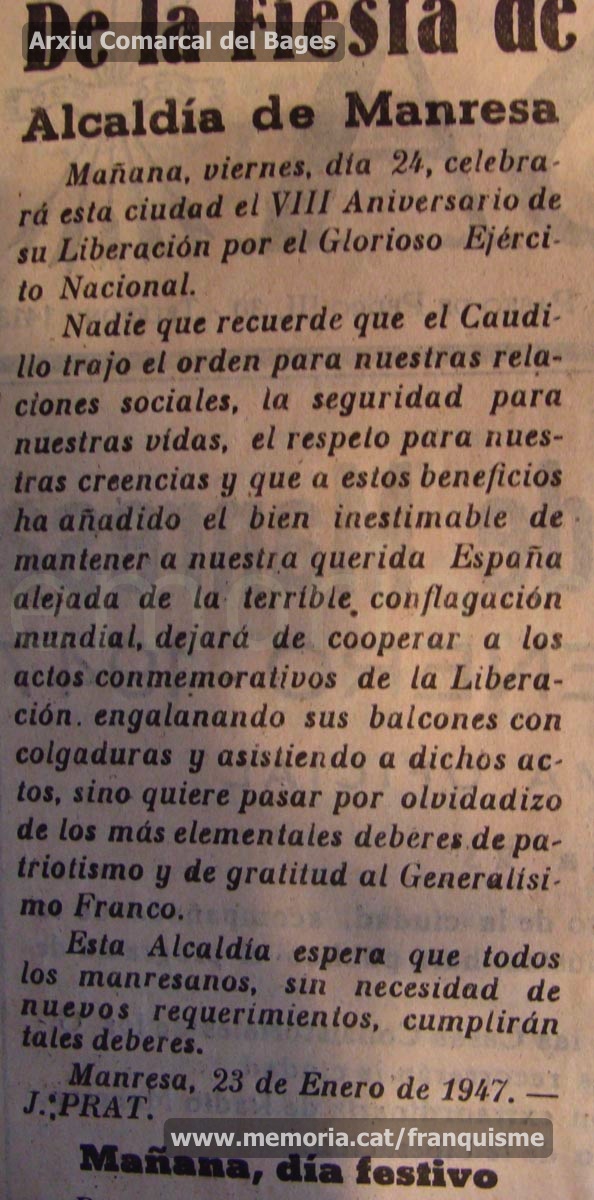 De la Fiesta de
Arxiu Comarcal del Bages
Alcaldía de Manresa
Mañana, viernes, día 24, celebra-
rá esta ciudad el VIII Aniversario de
su Liberación por el Glorioso Ejérci-
to Nacional.
Nadie que recuerde que el Caudi-
llo trajo el orden para nuestras rela-
ciones sociales, la seguridad para
nuestras vidas, el respeto para nues-
tras creencias y que a estos beneficios
ha añadido el bien inestimable de
mantener a nuestra querida España
alejada de la terrible, conflagación
mundial, dejará de cooperar a los
actos conmemorativos de la Libera-
ción. engalanando sus balcones con
colgaduras y asistiendo a dichos ac-
tos, sino quiere pasar por olvidadizo
de los más elementales deberes de pa-
triotismo y de gratitud al Generalísi-
mo Franco.
Esta Alcaldía espera que todos
los manresanos, sin necesidad de
nuevos requerimientos, cumplirán
tales deberes.
Manresa, 23 de Enero de 1947. —
J. PRAT.
www.memoria.cat/franquisme
Mañana, día festivo